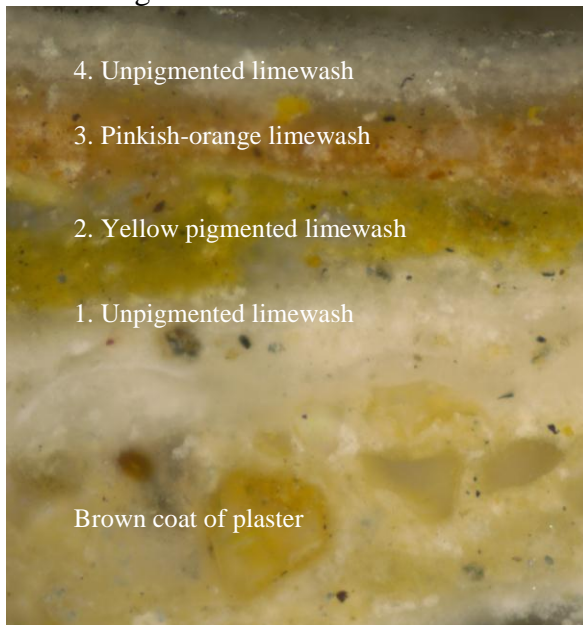 4. Unpigmented limewash
3. Pinkish-orange limewash
2. Yellow pigmented limewash
1. Unpigmented limewash
Brown coat of plaster